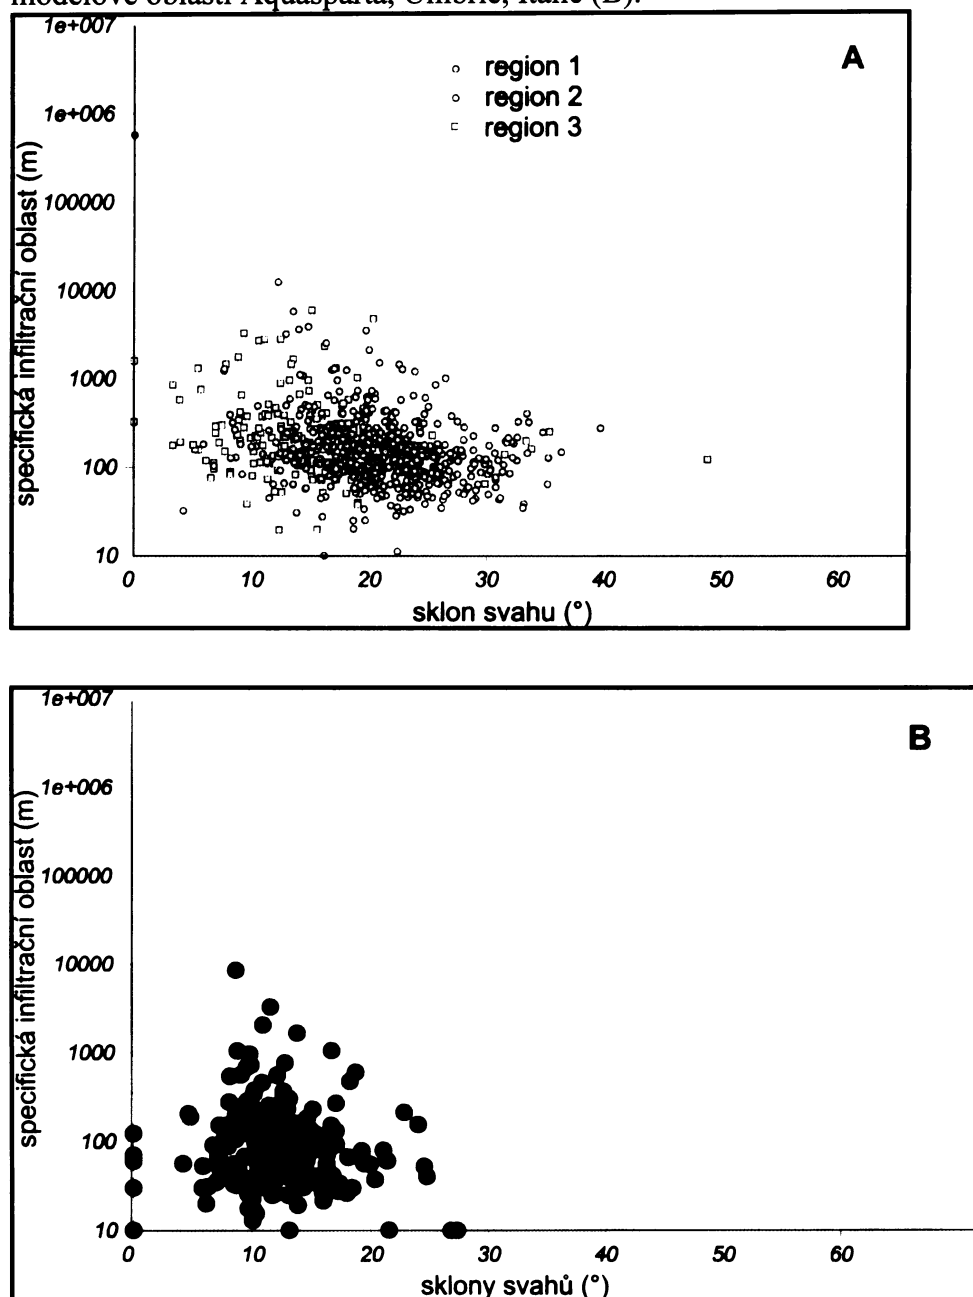 modelové oblasti Aquasparta, Umbrie, Itálie (B).
1e+007
A
region 1
region 2
region 3
1e+006
100000
10000
1000
100
10
specifická infiltrační oblast (m)
0 10 20 30 40 50 60
sklon svahu (°)
1e+007
B
1e+006
100000
10000
1000
100
10
specifická infiltrační oblast (m)
0 10 20 30 40 50 60
sklony svahů (°)